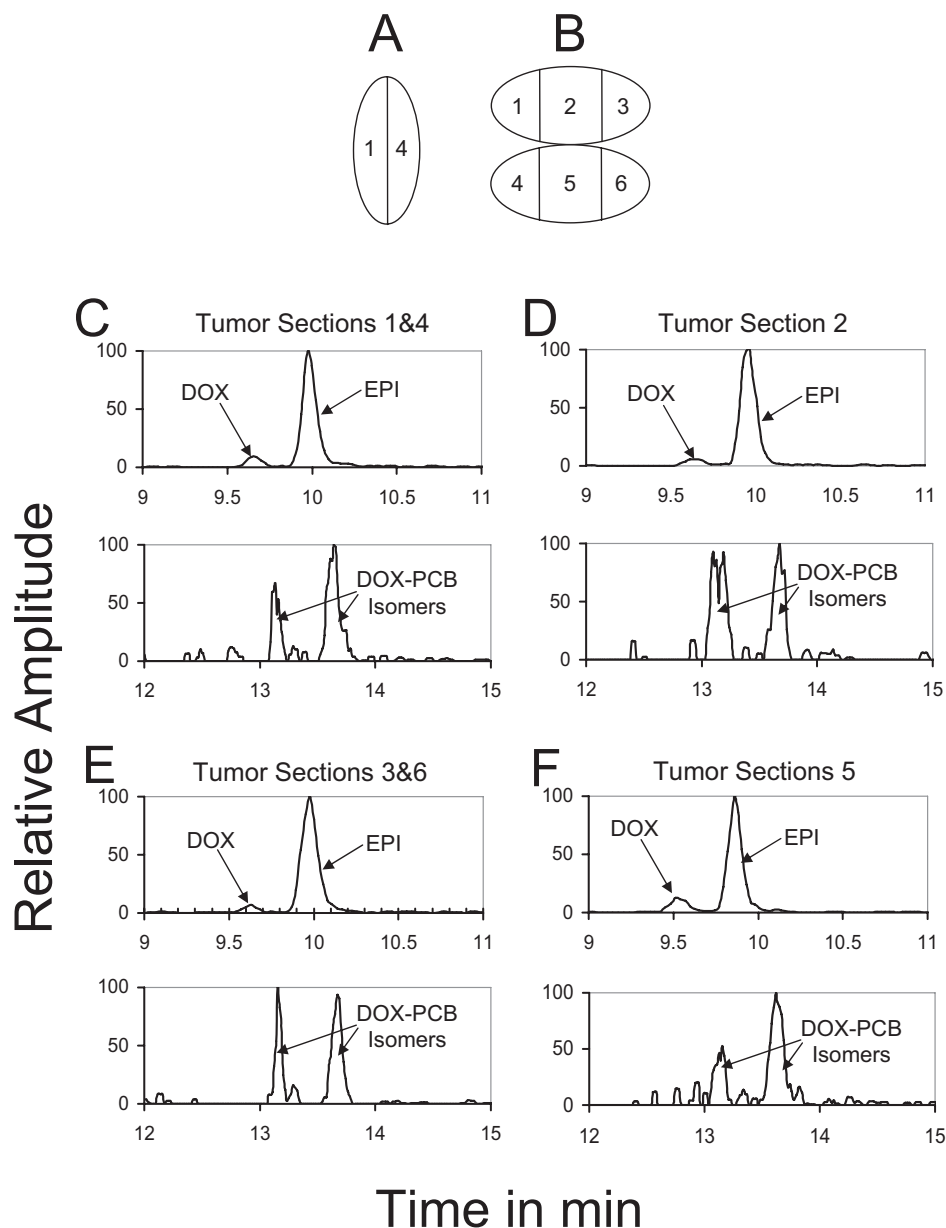 A B
1 4
1 2 3
4 5 6
C Tumor Sections 1&4
100
50
0
DOX
EPI
9 9.5 10 10.5 11
100
50
0
DOX-PCB
Isomers
12 13 14 15
D Tumor Section 2
100
50
0
DOX
EPI
9 9.5 10 10.5 11
100
50
0
DOX-PCB
Isomers
12 13 14 15
E Tumor Sections 3&6
100
50
0
DOX
EPI
9 9.5 10 10.5 11
100
50
0
DOX-PCB
Isomers
12 13 14 15
F Tumor Sections 5
100
50
0
DOX
EPI
9 9.5 10 10.5 11
100
50
0
DOX-PCB
Isomers
12 13 14 15
Relative Amplitude
Time in min